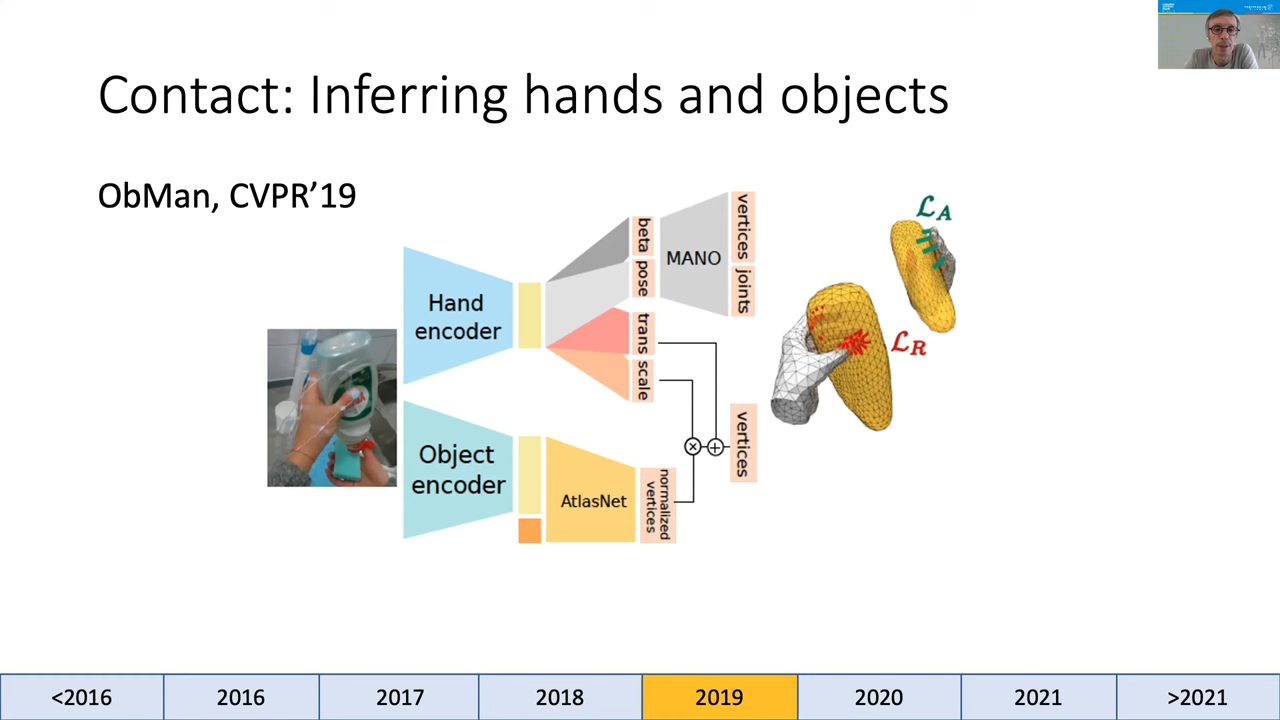 Contact: Inferring hands and objects
ObMan, CVPR’19
Hand
encoder
beta
pose
trans
scale
MANO
vertices
joints
Object
encoder
AtlasNet
normalized
vertices
vertices
ℒA
ℒR
<2016
2016
2017
2018
2019
2020
2021
>2021